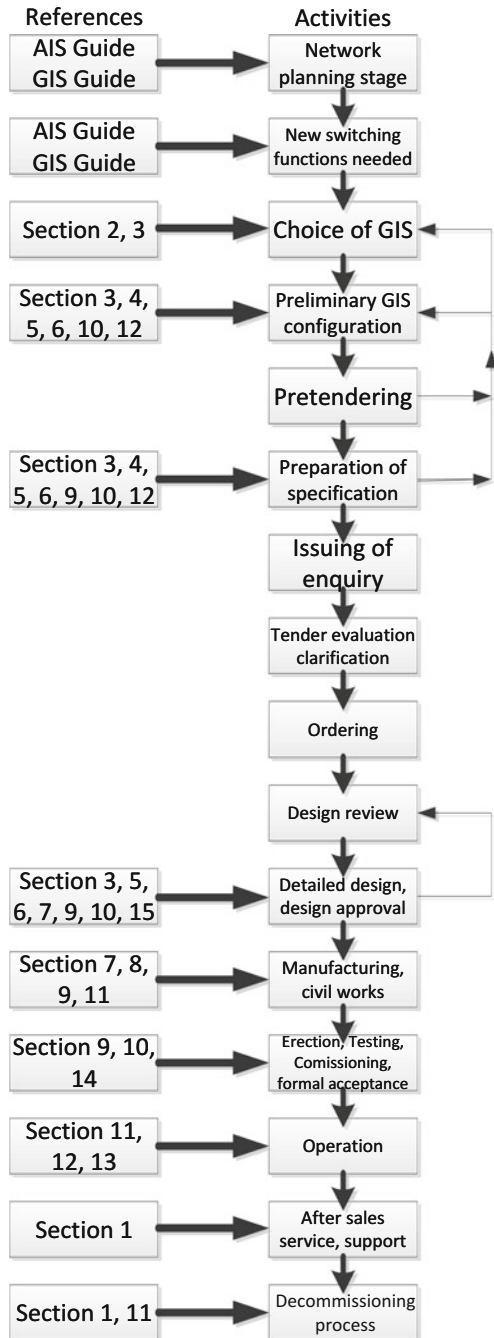 References
Activities
AIS Guide
GIS Guide
Network
planning stage
AIS Guide
GIS Guide
New switching
functions needed
Section 2, 3
Choice of GIS
Section 3, 4,
5, 6, 10, 12
Preliminary GIS
configuration
Pretendering
Section 3, 4,
5, 6, 9, 10, 12
Preparation of
specification
Issuing of
enquiry
Tender evaluation
clarification
Ordering
Design review
Section 3, 5,
6, 7, 9, 10, 15
Detailed design,
design approval
Section 7, 8,
9, 11
Manufacturing,
civil works
Section 9, 10,
14
Erection, Testing,
Comissioning,
formal acceptance
Section 11,
12, 13
Operation
Section 1
After sales
service, support
Section 1, 11
Decommissioning
process